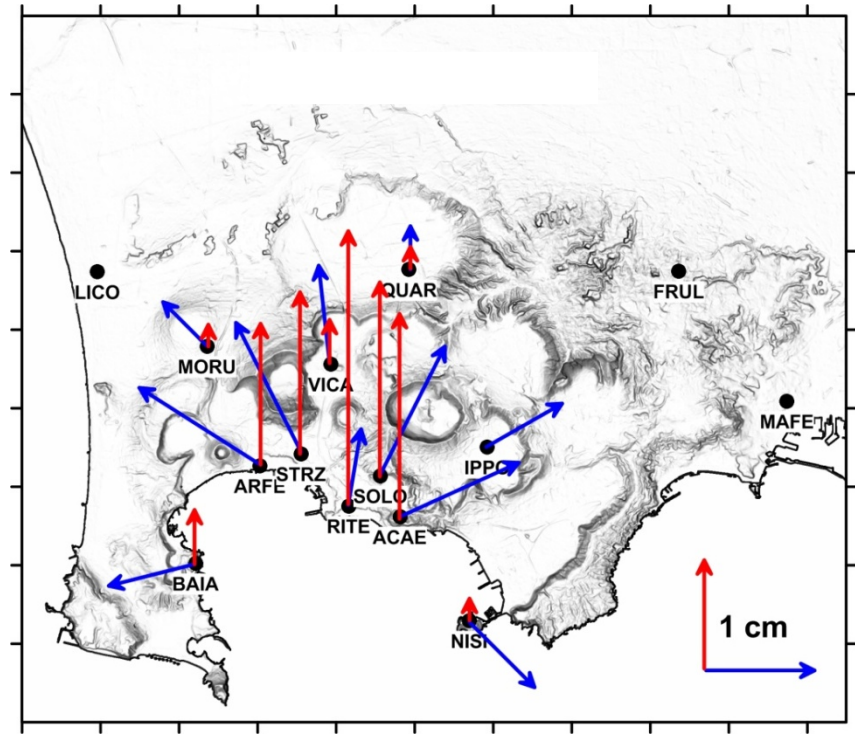 QUAR
LICO
FRUL
MORU
VICA
MAFE
STRZ
IPPO
ARFE
SOLO
RITE
ACAE
BAIA
1 cm
NISI